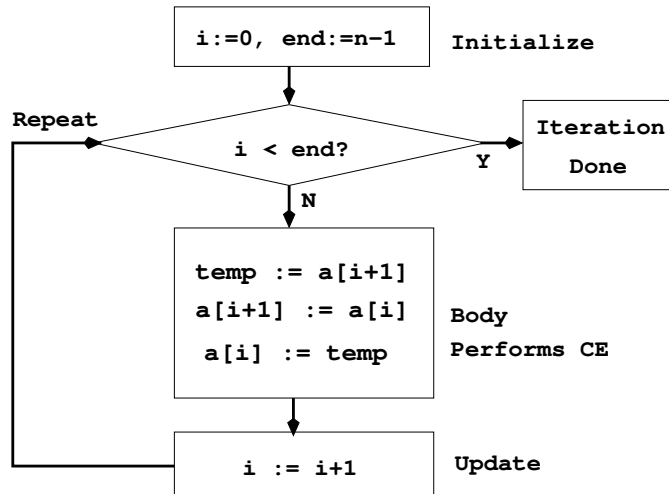 i:=0, end:=n−1
Initialize
Repeat
i < end?
Y
Iteration
Done
N
temp := a[i+1]
a[i+1] := a[i]
a[i] := temp
Body
Performs CE
i := i+1
Update